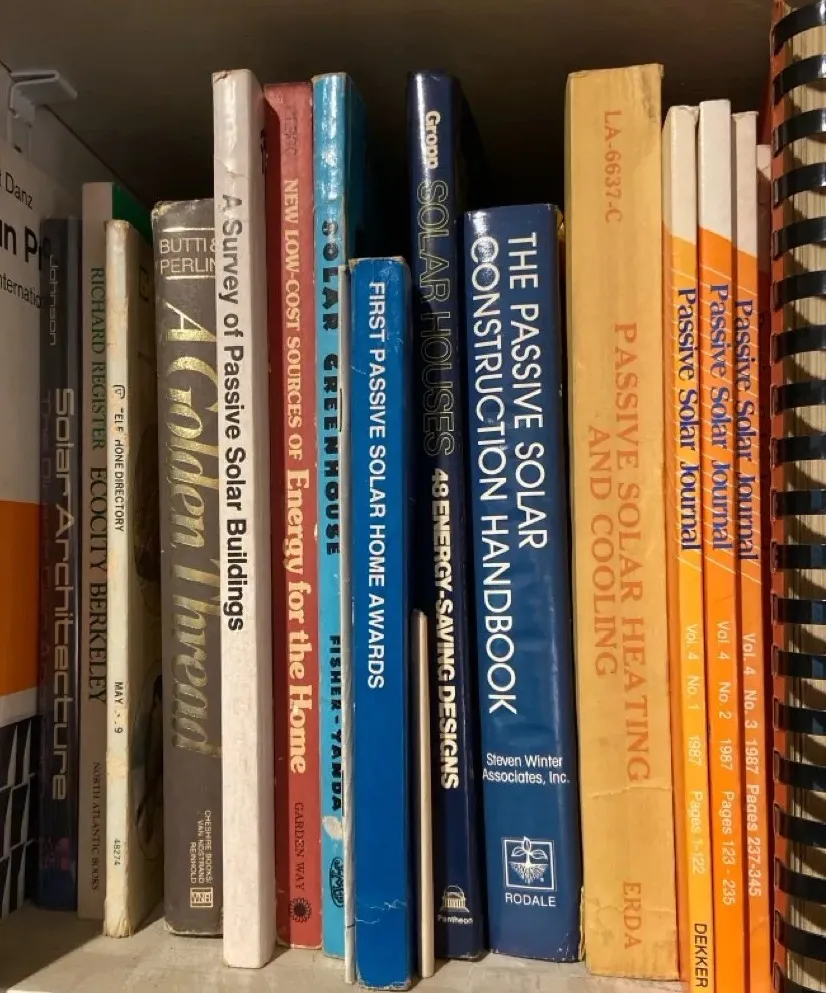 Danz
Johnson
Solar Architecture
RICHARD REGISTER ECOCITY BERKELEY
NORTH ATLANTIC BOOKS
HOME DIRECTORY
MAY
48274
BUTTI &
PERLIN
A Golden Thread
CHESHIRE BOOKS/
VAN NOSTRAND
REINHOLD
VNR
A Survey of Passive Solar Buildings
NEW LOW-COST SOURCES OF Energy for the Home
GARDEN WAY
SOLAR GREENHOUSE
FISHER-YANDA
JMP
FIRST PASSIVE SOLAR HOME AWARDS
Gropp
SOLAR HOUSES
48 ENERGY-SAVING DESIGNS
Pantheon
THE PASSIVE SOLAR
CONSTRUCTION HANDBOOK
Steven Winter
Associates, Inc.
RODALE
LA-6637-C
PASSIVE SOLAR HEATING
AND COOLING
ERDA
Passive Solar Journal
Vol. 4 No. 1 1987 Pages 1-122
DEKKER
Passive Solar Journal
Vol. 4 No. 2 1987 Pages 123 - 235
Passive Solar Journal
Vol. 4 No. 3 1987 Pages 237-345